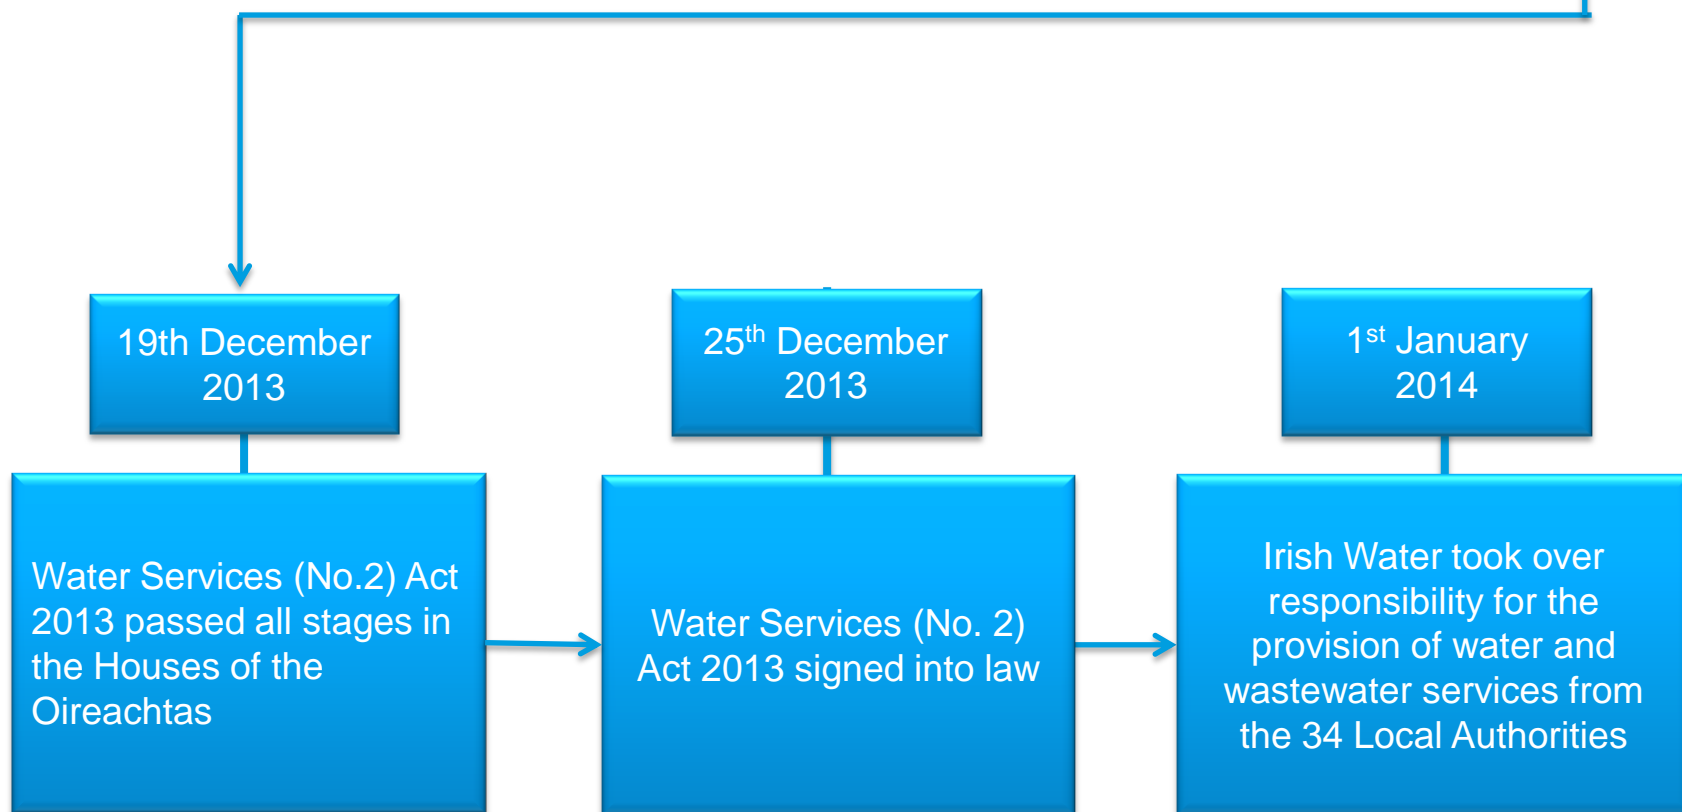 19th December
2013
25th December
2013
1st January
2014
Water Services (No.2) Act
2013 passed all stages in
the Houses of the
Oireachtas
Water Services (No. 2)
Act 2013 signed into law
Irish Water took over
responsibility for the
provision of water and
wastewater services from
the 34 Local Authorities